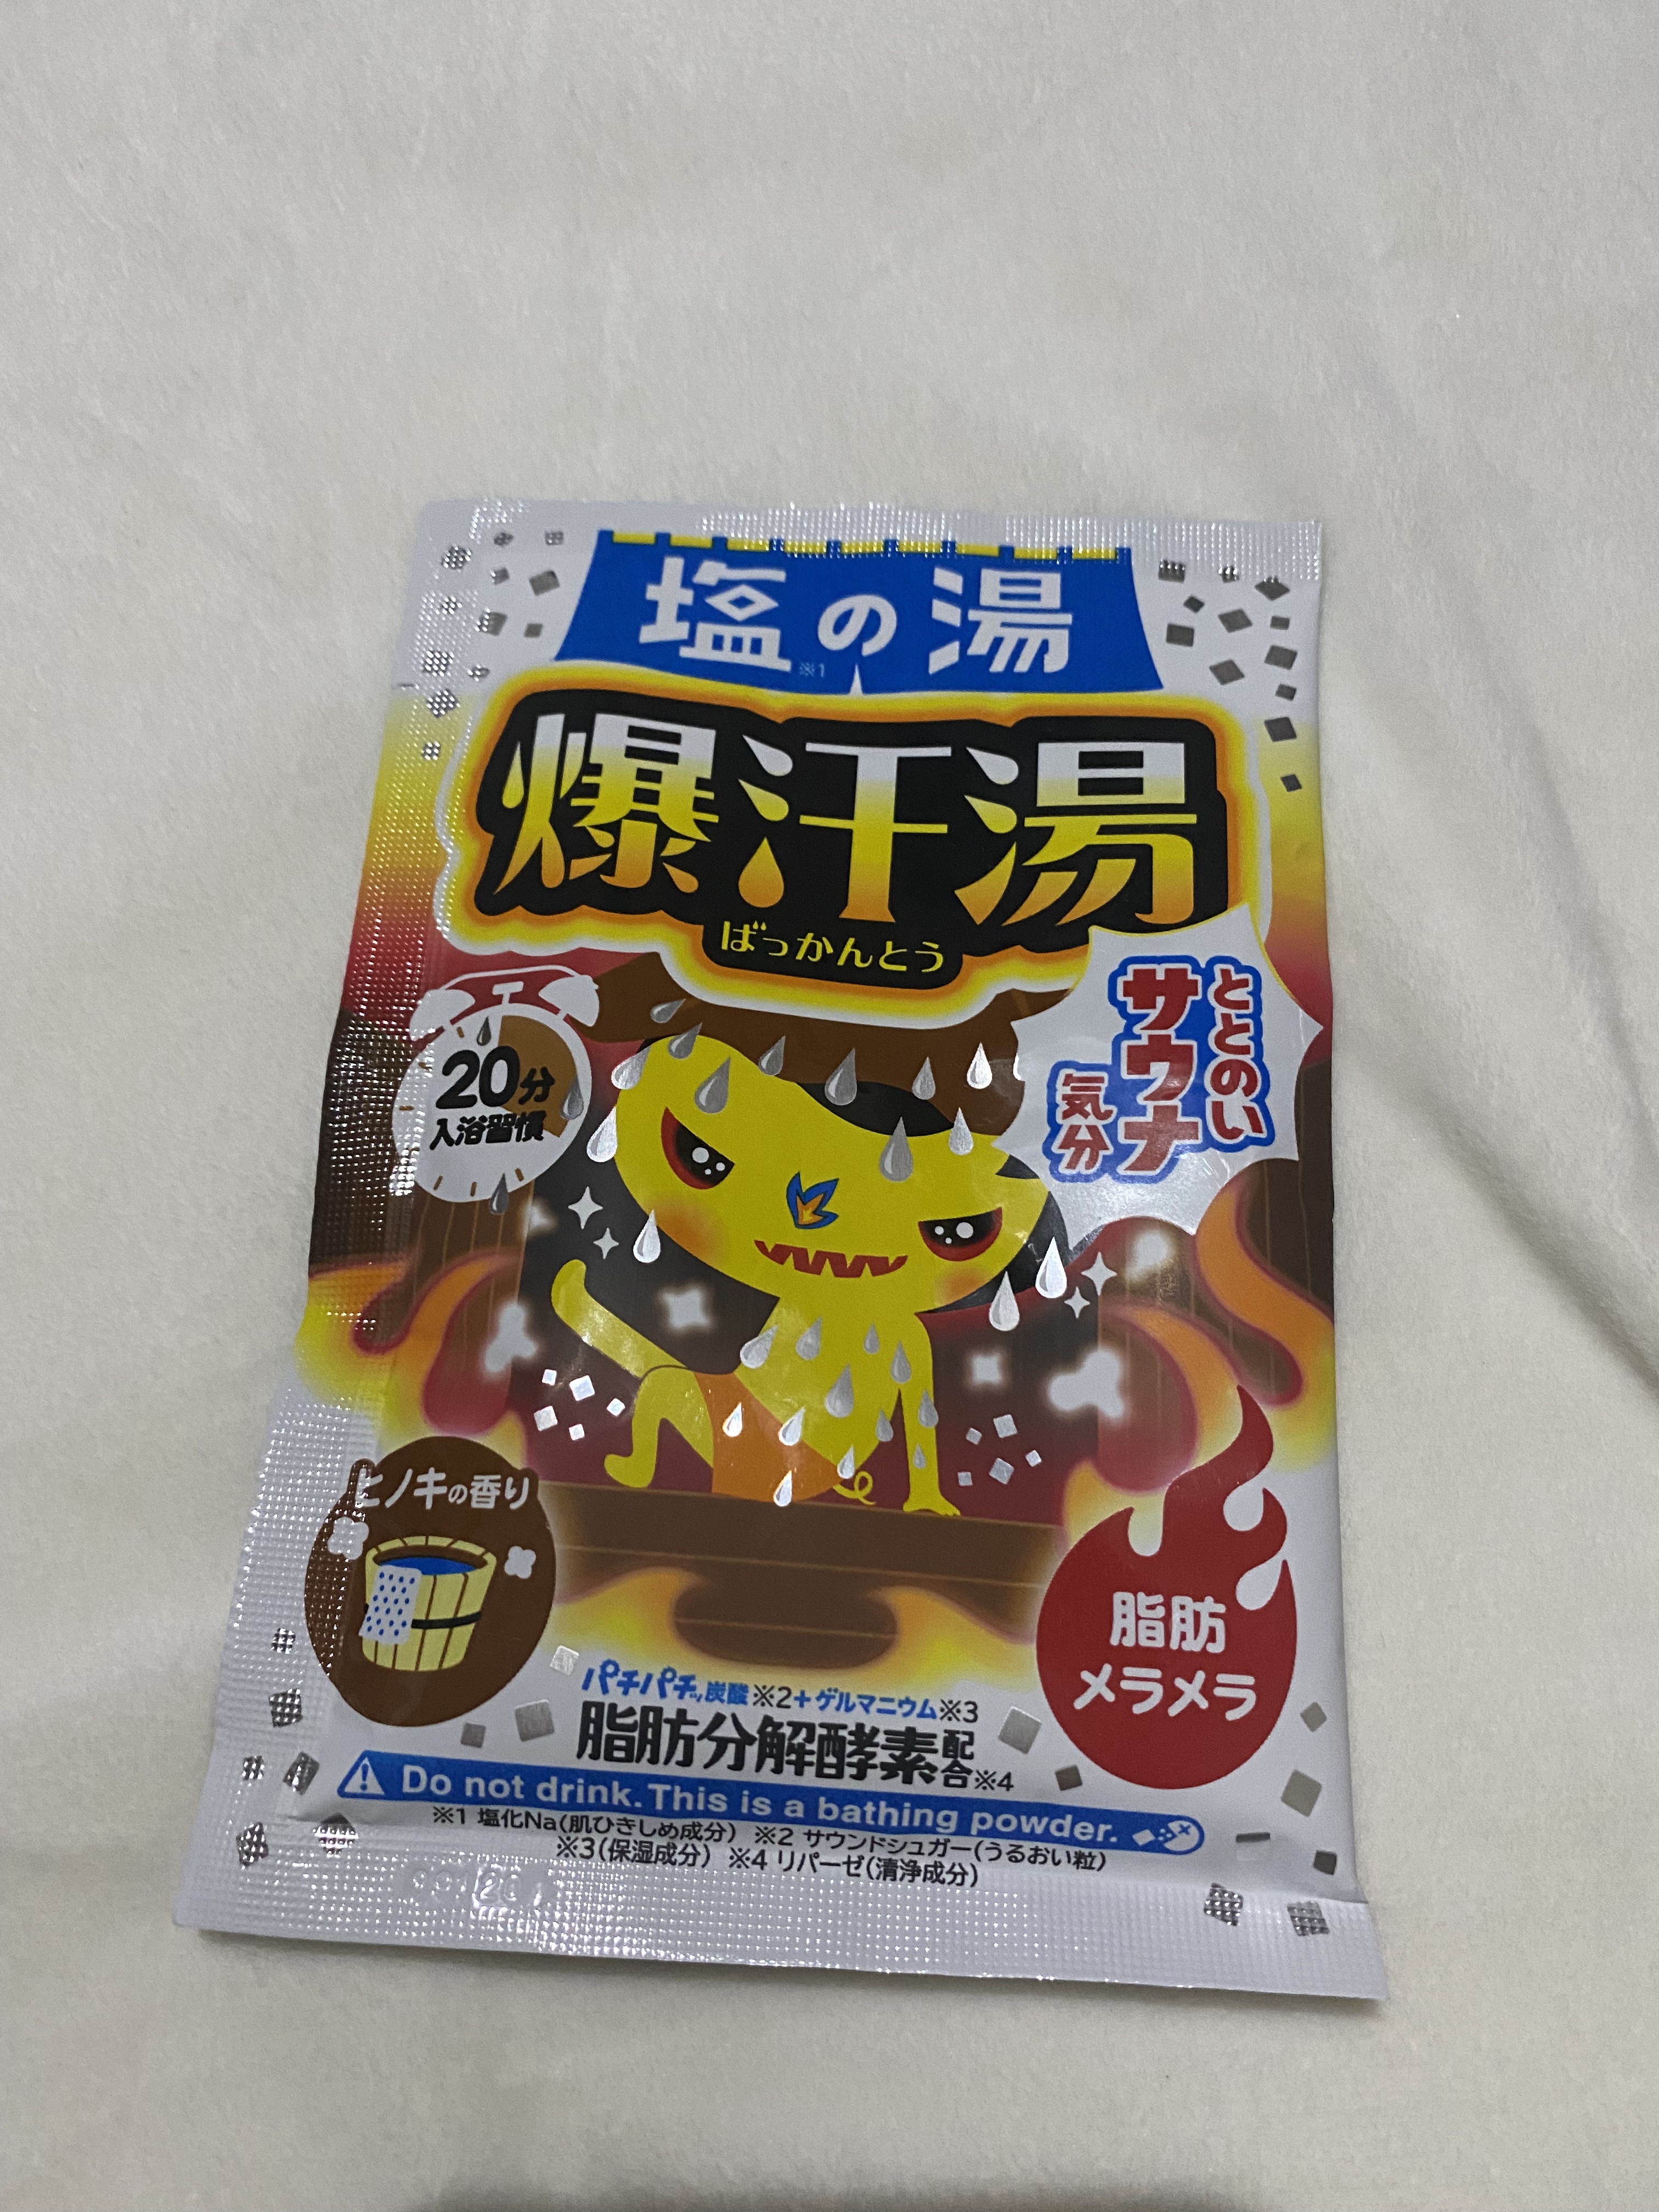 塩の湯
※1
爆汗湯
ばっかんとう
ととのい
サウナ
気分
20分
入浴習慣
ヒノキの香り
脂肪
メラメラ
パチパチッ炭酸※2+ゲルマニウム※3
脂肪分解酵素配合※4
Do not drink. This is a bathing powder.
※1 塩化Na(肌ひきしめ成分) ※2 サウンドシュガー(うるおい粒)
※3(保湿成分) ※4 リパーゼ(清浄成分)